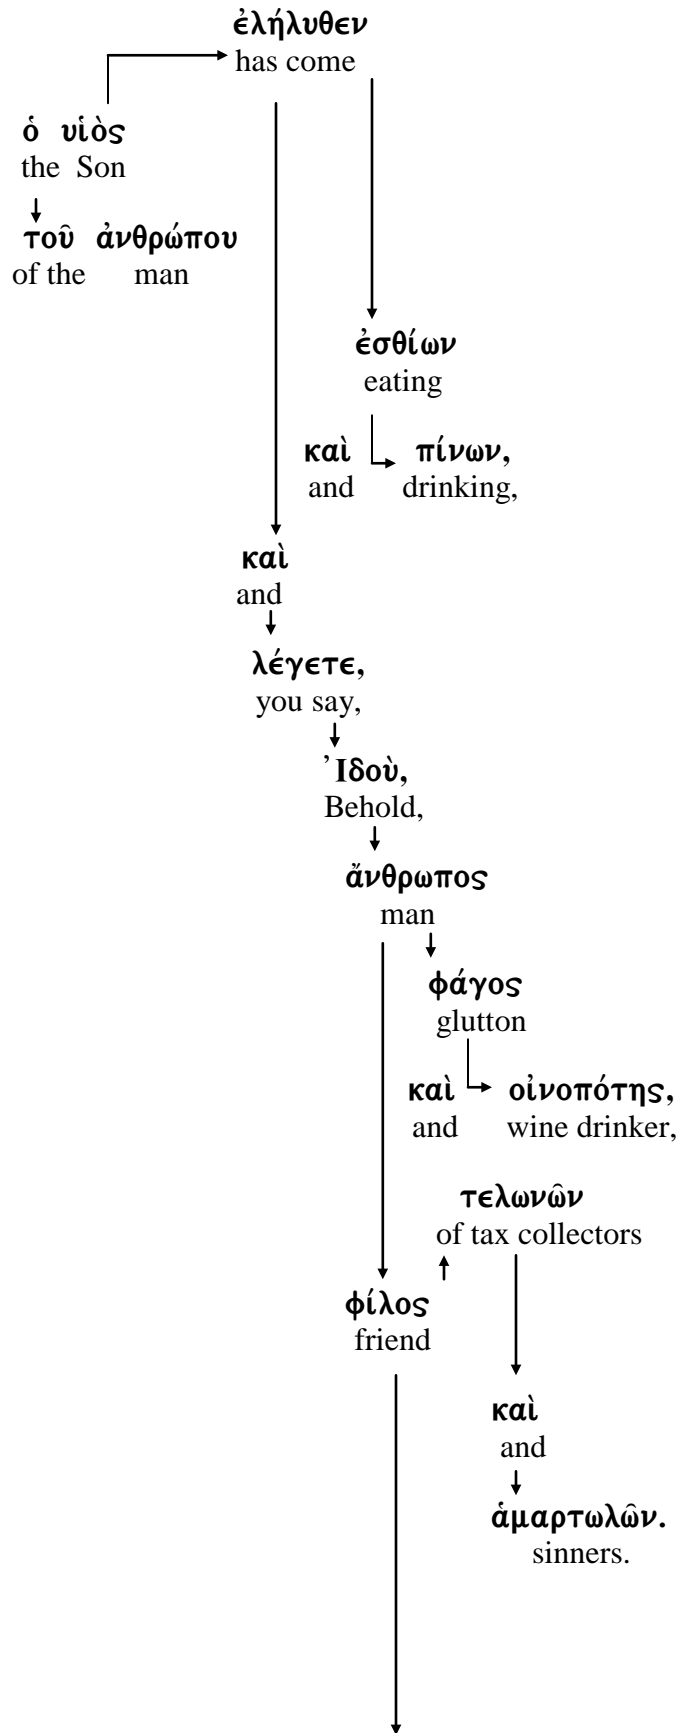 ἐλήλυθεν
has come
ὁ υἱὸς
the Son
τοῦ ἀνθρώπου
of the man
ἐσθίων
eating
καὶ πίνων,
and drinking,
καὶ
and
λέγετε,
you say,
Ἰδοὺ,
Behold,
ἄνθρωπος
man
φάγος
glutton
καὶ οἰνοπότης,
and wine drinker,
τελωνῶν
of tax collectors
φίλος
friend
καὶ
and
ἁμαρτωλῶν.
sinners.